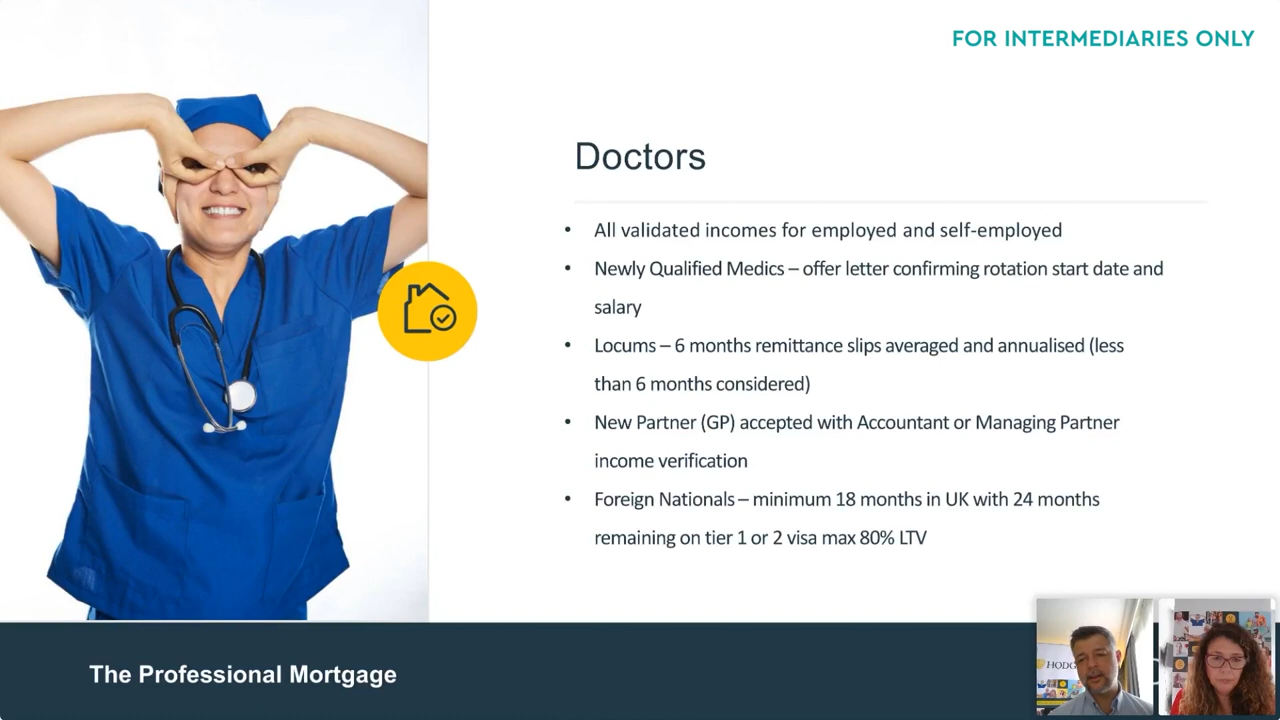 FOR INTERMEDIARIES ONLY
Doctors
• All validated incomes for employed and self-employed
• Newly Qualified Medics – offer letter confirming rotation start date and
salary
• Locums – 6 months remittance slips averaged and annualised (less
than 6 months considered)
• New Partner (GP) accepted with Accountant or Managing Partner
income verification
• Foreign Nationals – minimum 18 months in UK with 24 months
remaining on tier 1 or 2 visa max 80% LTV
The Professional Mortgage